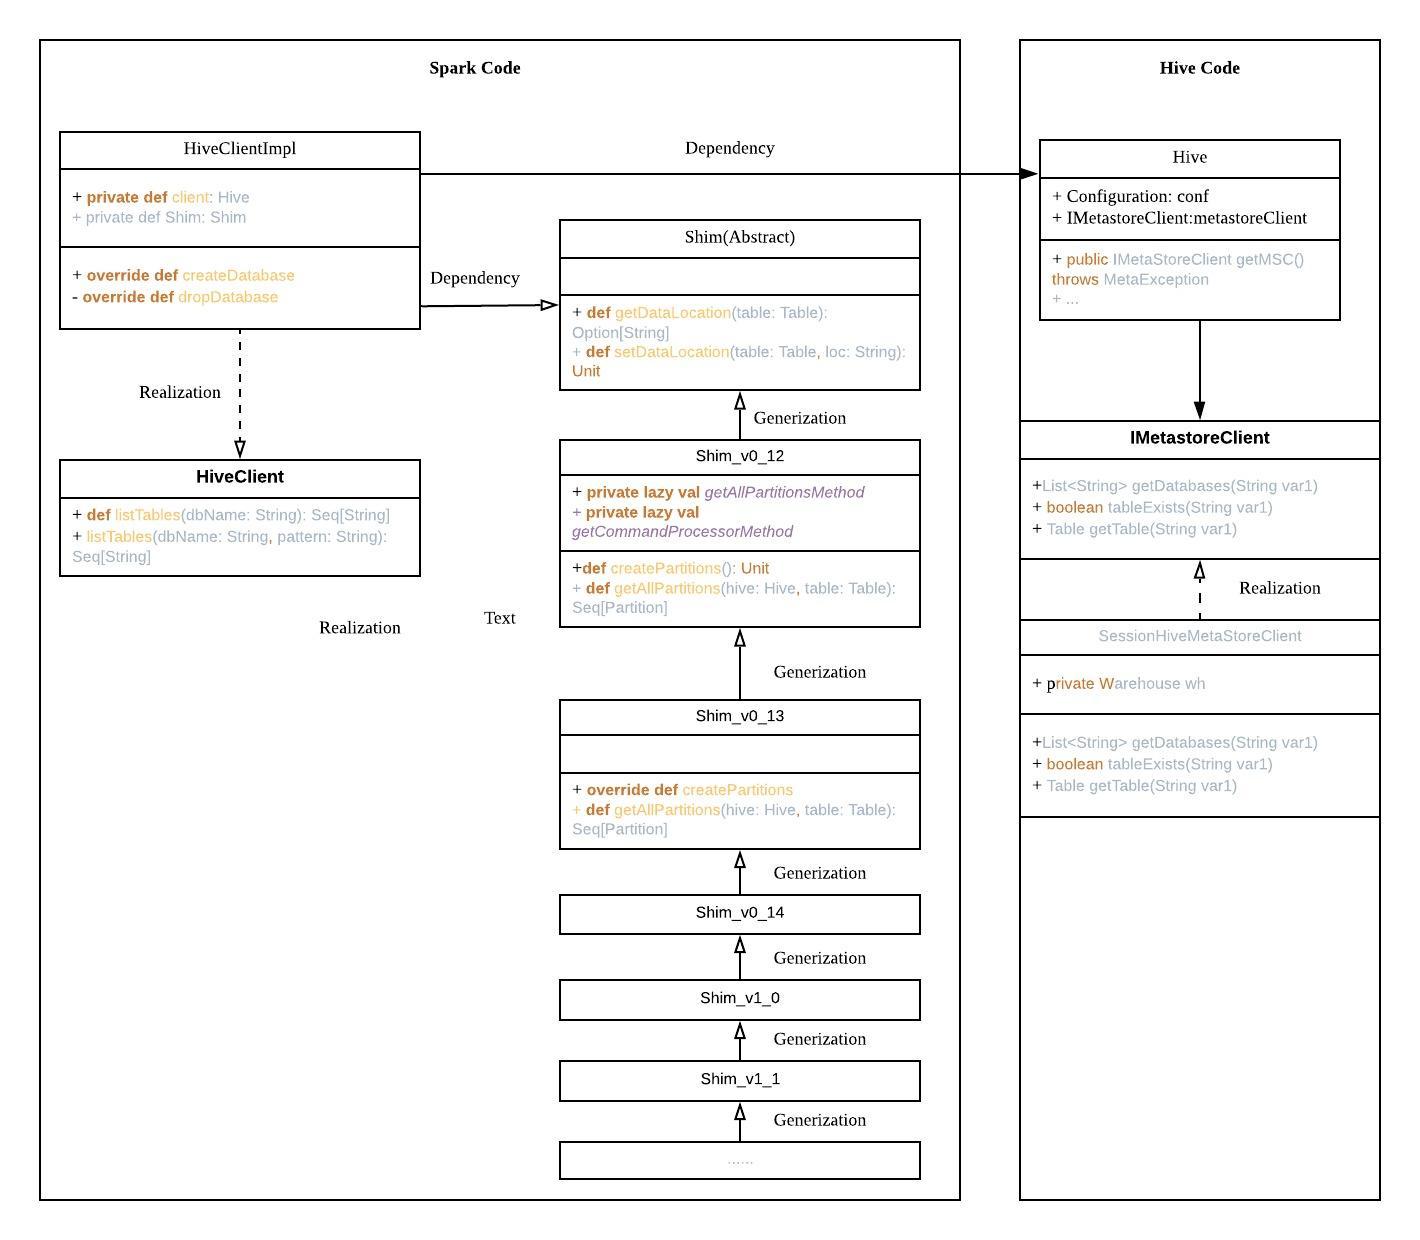 Spark Code
HiveClientImpl
+ private def client: Hive
+ private def Shim: Shim
+ override def createDatabase
- override def dropDatabase
Dependency
Dependency
Realization
HiveClient
+ def listTables(dbName: String): Seq[String]
+ listTables(dbName: String, pattern: String):
Seq[String]
Realization
Text
Shim(Abstract)
+ def getDataLocation(table: Table):
Option[String]
+ def setDataLocation(table: Table, loc: String):
Unit
Generization
Shim_v0_12
+ private lazy val getAllPartitionsMethod
+ private lazy val
getCommandProcessorMethod
+def createPartitions(): Unit
+ def getAllPartitions(hive: Hive, table: Table):
Seq[Partition]
Generization
Shim_v0_13
+ override def createPartitions
+ def getAllPartitions(hive: Hive, table: Table):
Seq[Partition]
Generization
Shim_v0_14
Generization
Shim_v1_0
Generization
Shim_v1_1
Generization
......
Hive Code
Hive
+ Configuration: conf
+ IMetastoreClient:metastoreClient
+ public IMetaStoreClient getMSC()
throws MetaException
+ ...
IMetastoreClient
+List<String> getDatabases(String var1)
+ boolean tableExists(String var1)
+ Table getTable(String var1)
Realization
SessionHiveMetaStoreClient
+ private Warehouse wh
+List<String> getDatabases(String var1)
+ boolean tableExists(String var1)
+ Table getTable(String var1)